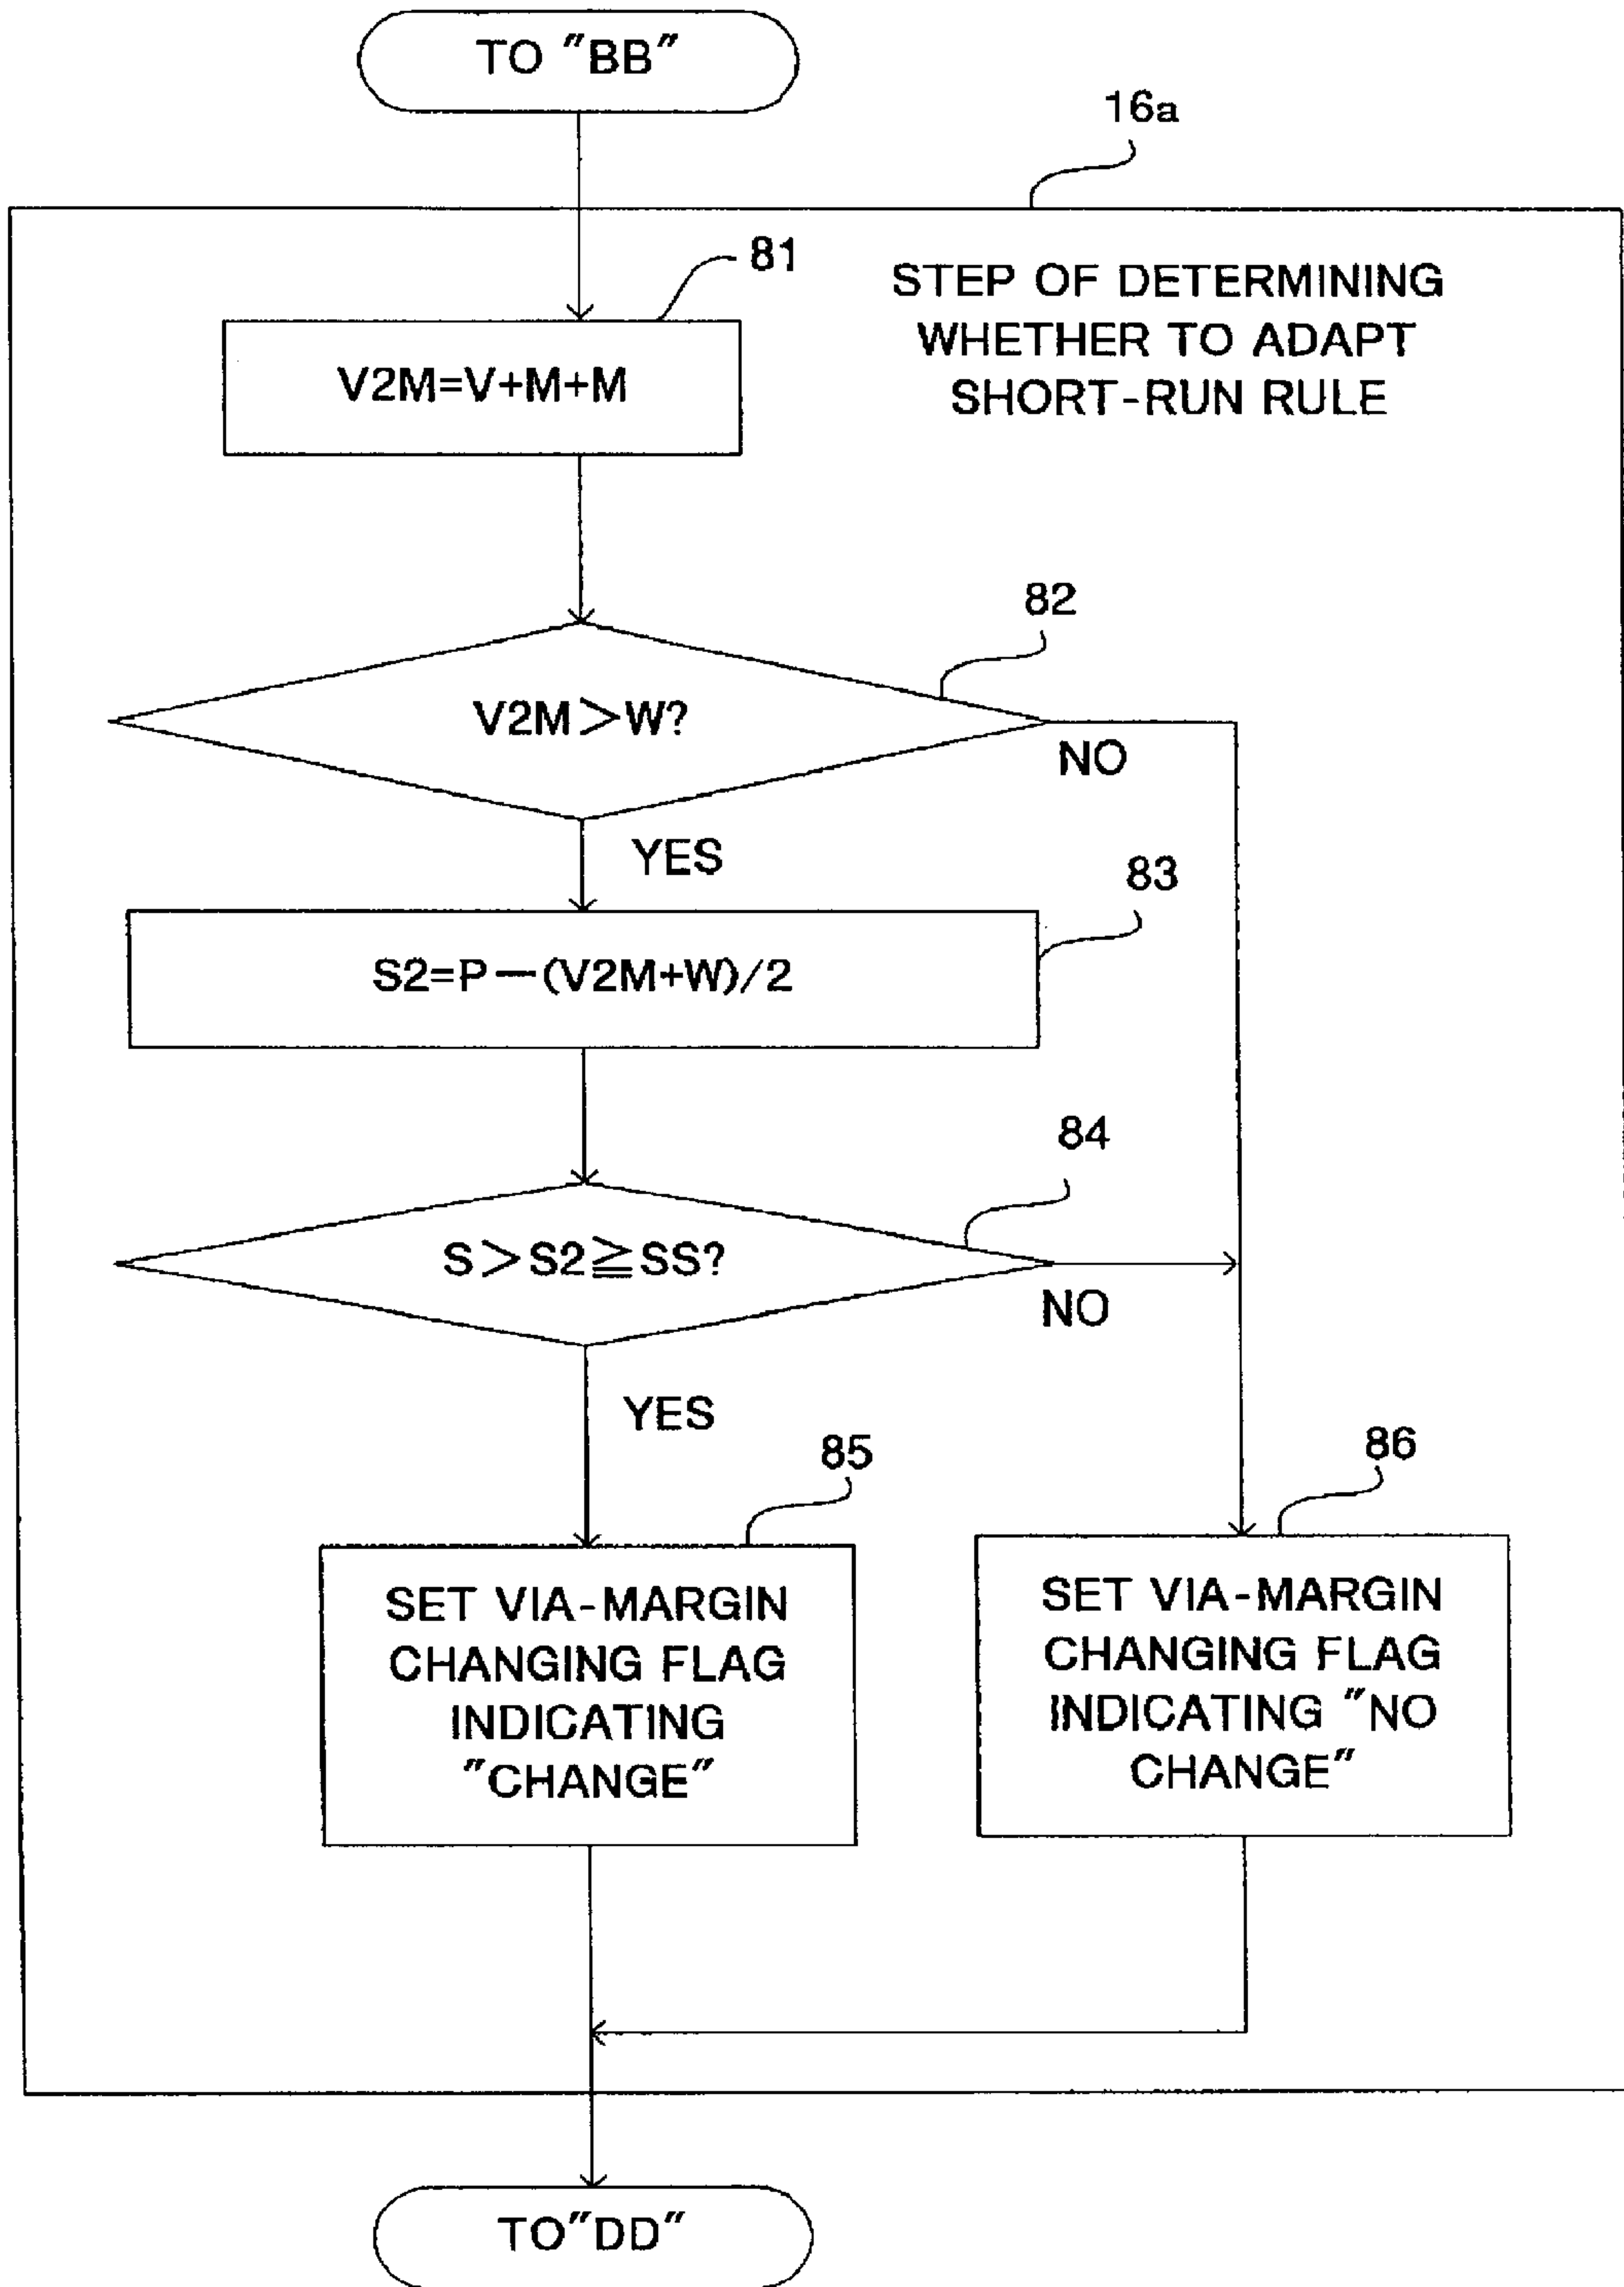 TO "BB"
16a
81
STEP OF DETERMINING
WHETHER TO ADAPT
SHORT-RUN RULE
V2M=V+M+M
82
V2M>W?
NO
YES
83
S2=P—(V2M+W)/2
84
S>S2≧SS?
NO
YES
85
86
SET VIA-MARGIN
CHANGING FLAG
INDICATING
"CHANGE"
SET VIA-MARGIN
CHANGING FLAG
INDICATING "NO
CHANGE"
TO"DD"